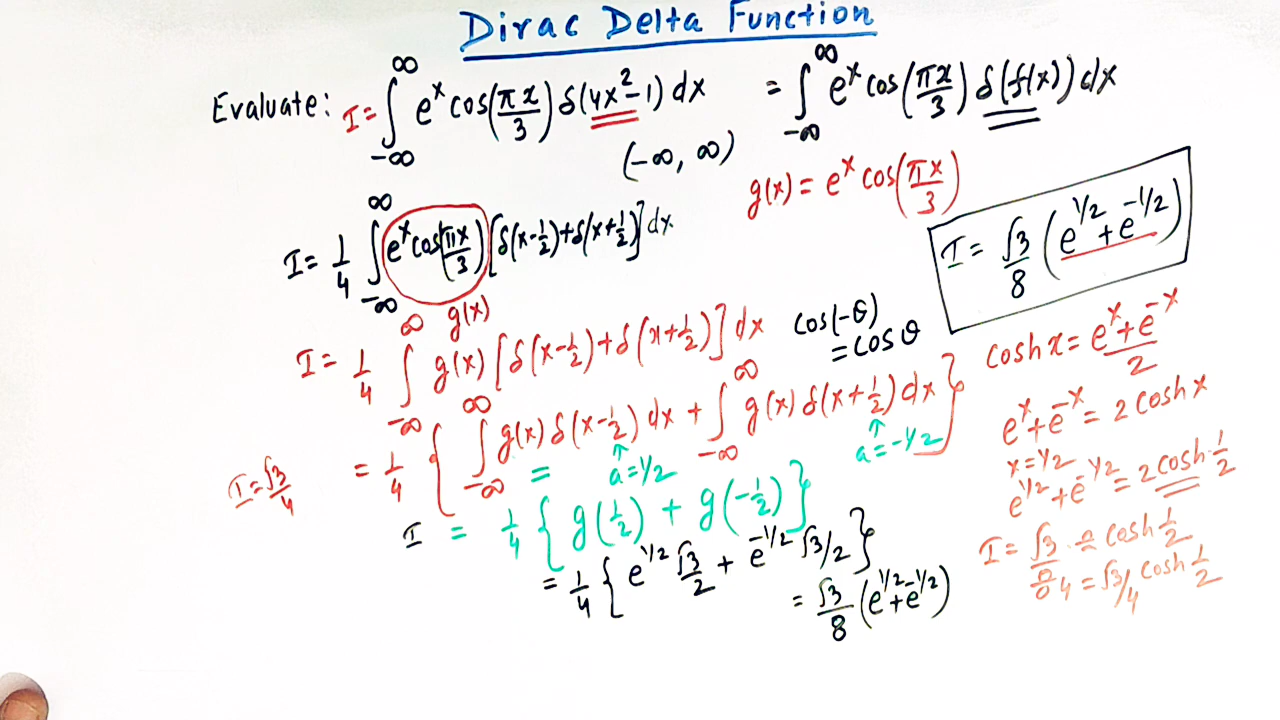 Dirac Delta Function
Evaluate: I = ∫_{-∞}^{∞} e^x cos(πx/3) δ(4x²-1) dx = ∫_{-∞}^{∞} e^x cos(πx/3) δ(f(x)) dx
(-∞, ∞)
g(x) = e^x cos(πx/3)
I = 1/4 ∫_{-∞}^{∞} e^x cos(πx/3) [δ(x-1/2)+δ(x+1/2)] dx
g(x)
I = √3/8 (e^{1/2} + e^{-1/2})
I = 1/4 ∫_{-∞}^{∞} g(x) [δ(x-1/2)+δ(x+1/2)] dx
cos(-θ)
= cos θ
= 1/4 { ∫_{-∞}^{∞} g(x) δ(x-1/2) dx + ∫_{-∞}^{∞} g(x) δ(x+1/2) dx }
= ↑ a=1/2
↑ a=-1/2
I = √3/4
I = 1/4 { g(1/2) + g(-1/2) }
= 1/4 { e^{1/2} √3/2 + e^{-1/2} √3/2 }
= √3/8 (e^{1/2}+e^{-1/2})
cosh x = (e^x + e^{-x})/2
e^x + e^{-x} = 2 cosh x
x = 1/2
e^{1/2} + e^{-1/2} = 2 cosh 1/2
I = √3/8 · 2 cosh 1/2
4 = √3/4 cosh 1/2